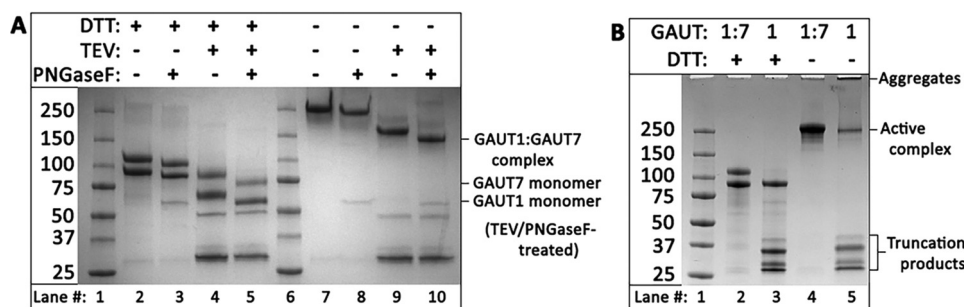 A
DTT: + + + + - - - -
TEV: - - + + - - + +
PNGaseF: - + - + - + - +
250
150
100
75
50
37
25
GAUT1:GAUT7
complex
GAUT7 monomer
GAUT1 monomer
(TEV/PNGaseF-
treated)
Lane #: 1 2 3 4 5 6 7 8 9 10
B
GAUT: 1:7 1 1:7 1
DTT: + + - -
250
150
100
75
50
37
25
Aggregates
Active
complex
Truncation
products
Lane #: 1 2 3 4 5